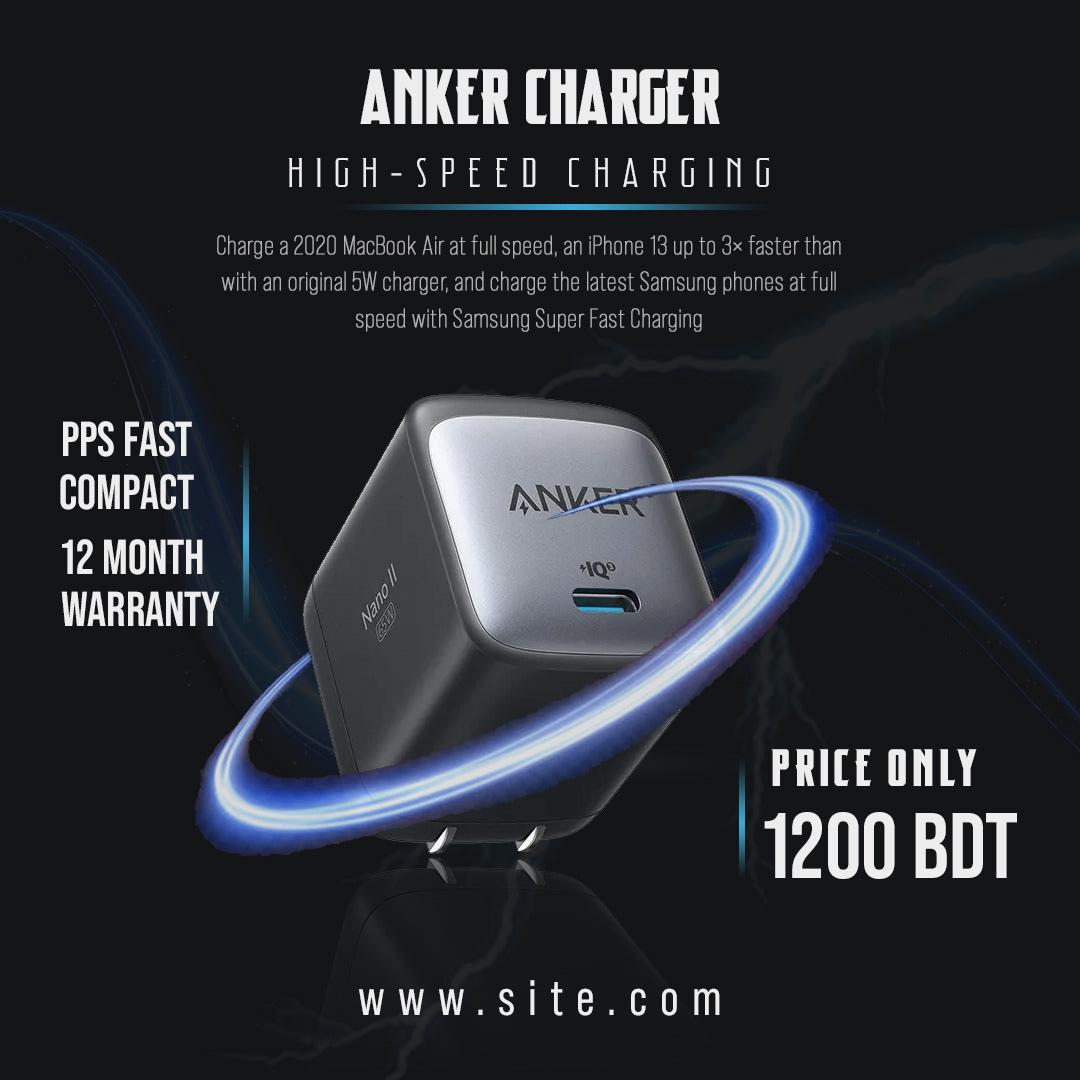 ANKER CHARGER
HIGH-SPEED CHARGING
Charge a 2020 MacBook Air at full speed, an iPhone 13 up to 3× faster than
with an original 5W charger, and charge the latest Samsung phones at full
speed with Samsung Super Fast Charging
PPS FAST
COMPACT
12 MONTH
WARRANTY
ANKER
IQ3
Nano II
65W
PRICE ONLY
1200 BDT
www.site.com